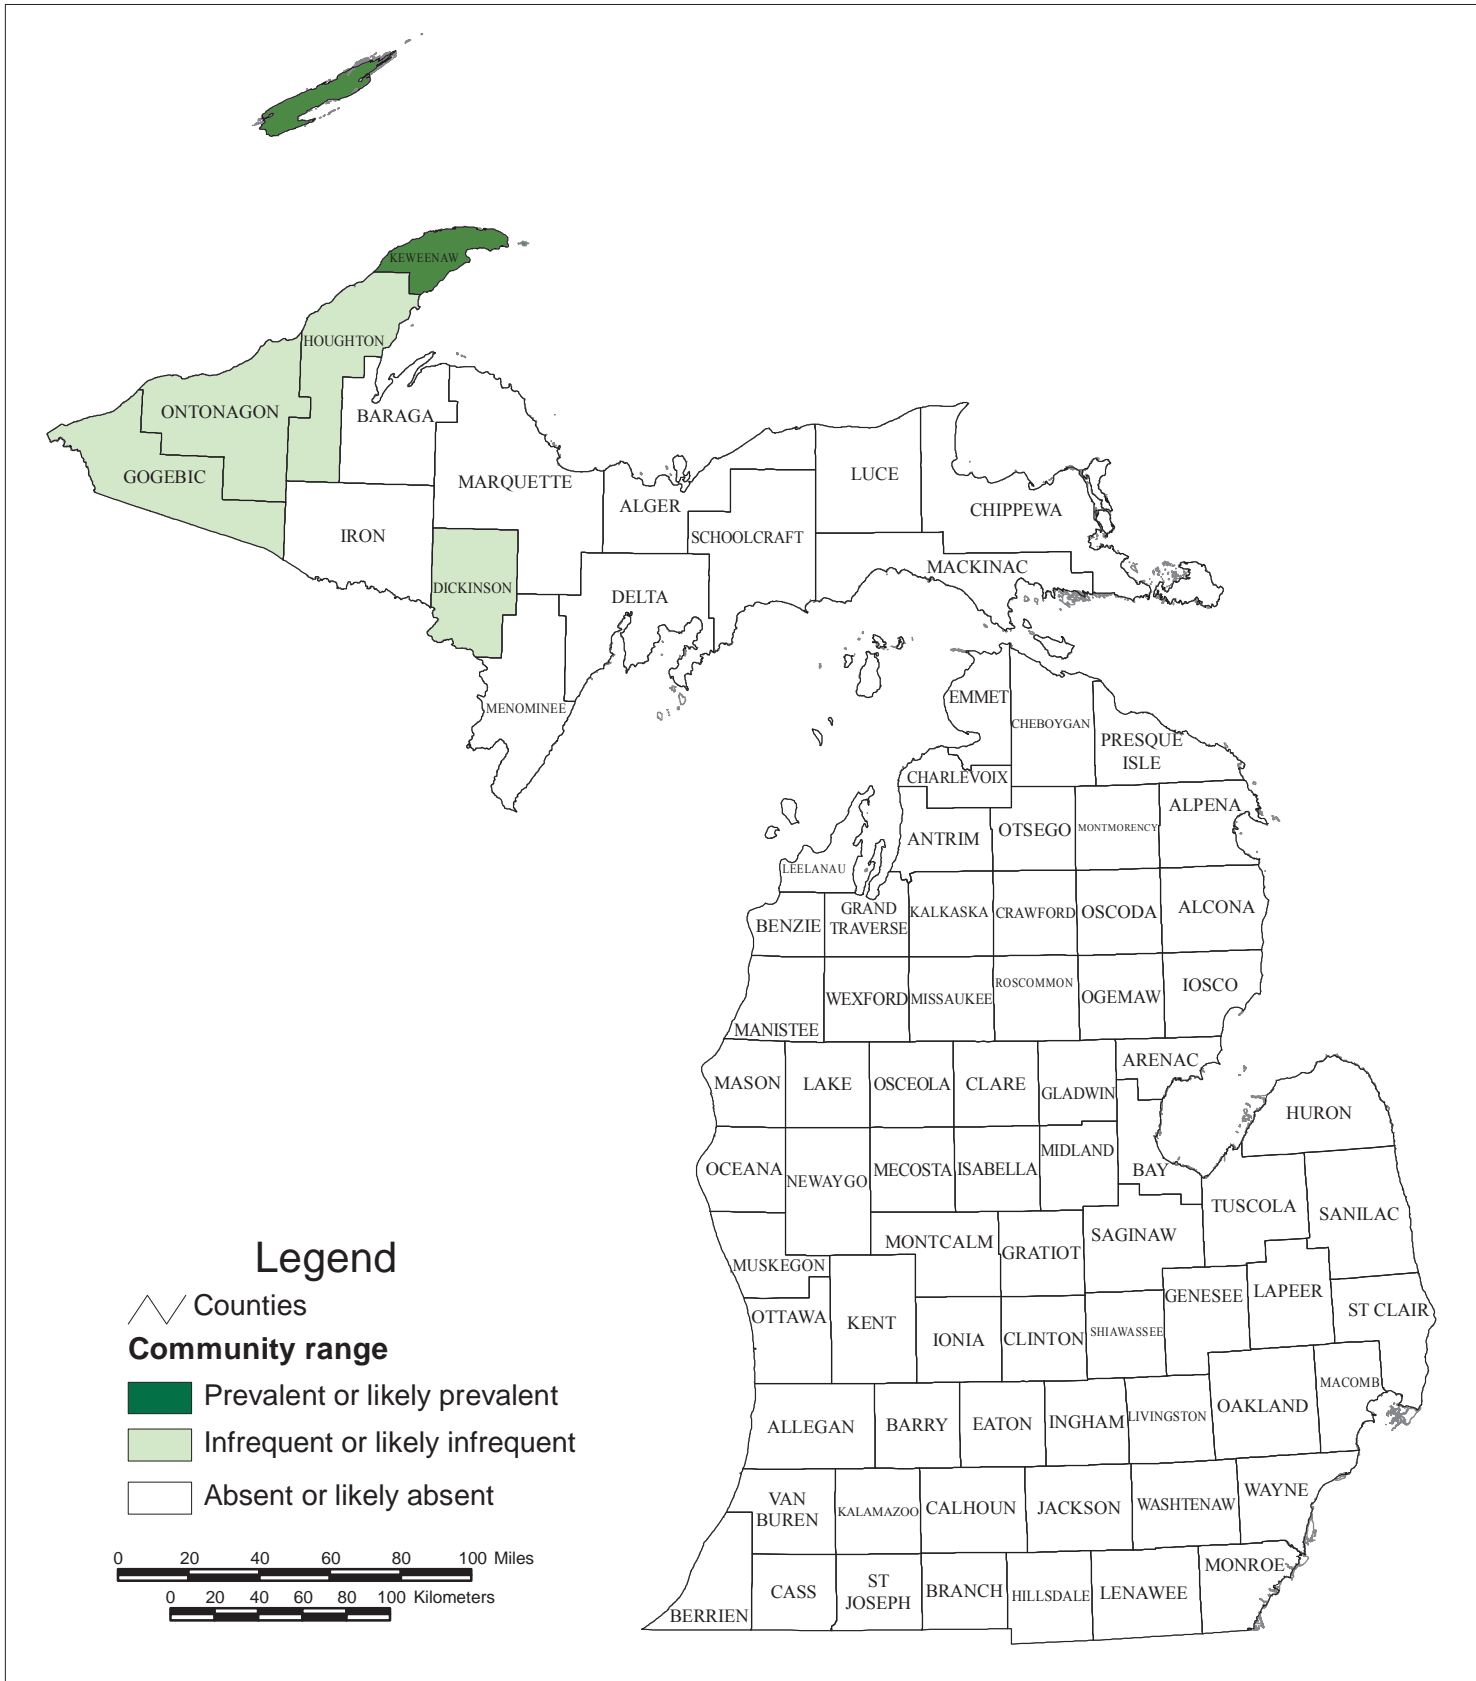 KEWEENAW
HOUGHTON
ONTONAGON
BARAGA
GOGEBIC
MARQUETTE
LUCE
ALGER
CHIPPEWA
IRON
SCHOOLCRAFT
MACKINAC
DICKINSON
DELTA
MENOMINEE
EMMET
CHEBOYGAN
PRESQUE
ISLE
CHARLEVOIX
ALPENA
ANTRIM
OTSEGO
MONTMORENCY
LEELANAU
BENZIE
GRAND
TRAVERSE
KALKASKA
CRAWFORD
OSCODA
ALCONA
MANISTEE
WEXFORD
MISSAUKEE
ROSCOMMON
OGEMAW
IOSCO
ARENAC
MASON
LAKE
OSCEOLA
CLARE
GLADWIN
HURON
OCEANA
NEWAYGO
MECOSTA
ISABELLA
MIDLAND
BAY
TUSCOLA
SANILAC
MUSKEGON
MONTCALM
GRATIOT
SAGINAW
GENESEE
LAPEER
ST CLAIR
OTTAWA
KENT
IONIA
CLINTON
SHIAWASSEE
OAKLAND
MACOMB
ALLEGAN
BARRY
EATON
INGHAM
LIVINGSTON
VAN
BUREN
KALAMAZOO
CALHOUN
JACKSON
WASHTENAW
WAYNE
BERRIEN
CASS
ST
JOSEPH
BRANCH
HILLSDALE
LENAWEE
MONROE
Legend
Counties
Community range
Prevalent or likely prevalent
Infrequent or likely infrequent
Absent or likely absent
0 20 40 60 80 100 Miles
0 20 40 60 80 100 Kilometers